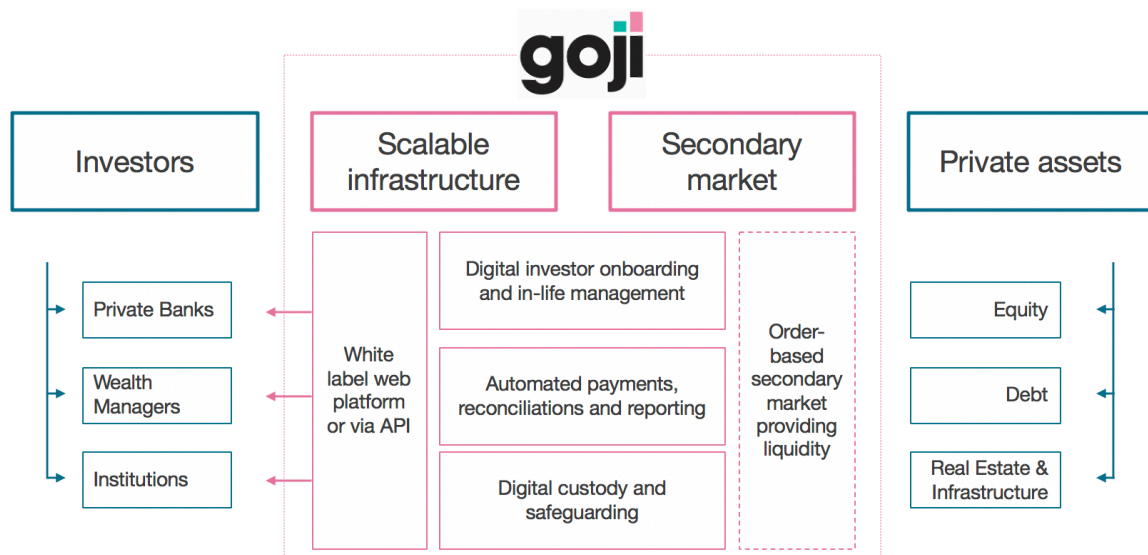 goji
Investors
Scalable
infrastructure
Secondary
market
Private assets
Private Banks
Wealth
Managers
Institutions
White
label web
platform
or via API
Digital investor onboarding
and in-life management
Automated payments,
reconciliations and reporting
Digital custody and
safeguarding
Order-
based
secondary
market
providing
liquidity
Equity
Debt
Real Estate &
Infrastructure